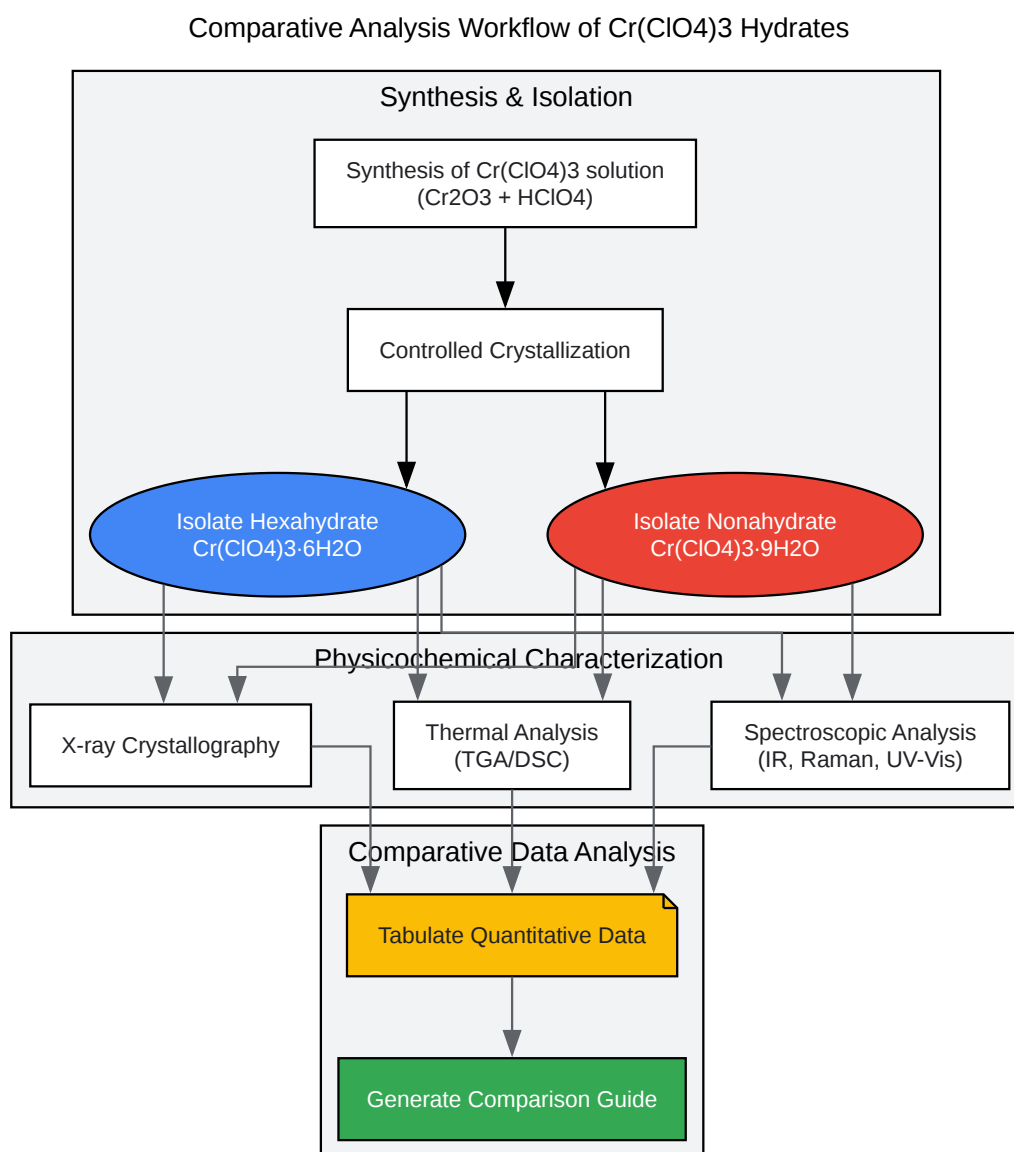 Comparative Analysis Workflow of Cr(ClO4)3 Hydrates
Synthesis & Isolation
Synthesis of Cr(ClO4)3 solution
(Cr2O3 + HClO4)
Controlled Crystallization
Isolate Hexahydrate
Cr(ClO4)3·6H2O
Isolate Nonahydrate
Cr(ClO4)3·9H2O
Physicochemical Characterization
X-ray Crystallography
Thermal Analysis
(TGA/DSC)
Spectroscopic Analysis
(IR, Raman, UV-Vis)
Comparative Data Analysis
Tabulate Quantitative Data
Generate Comparison Guide